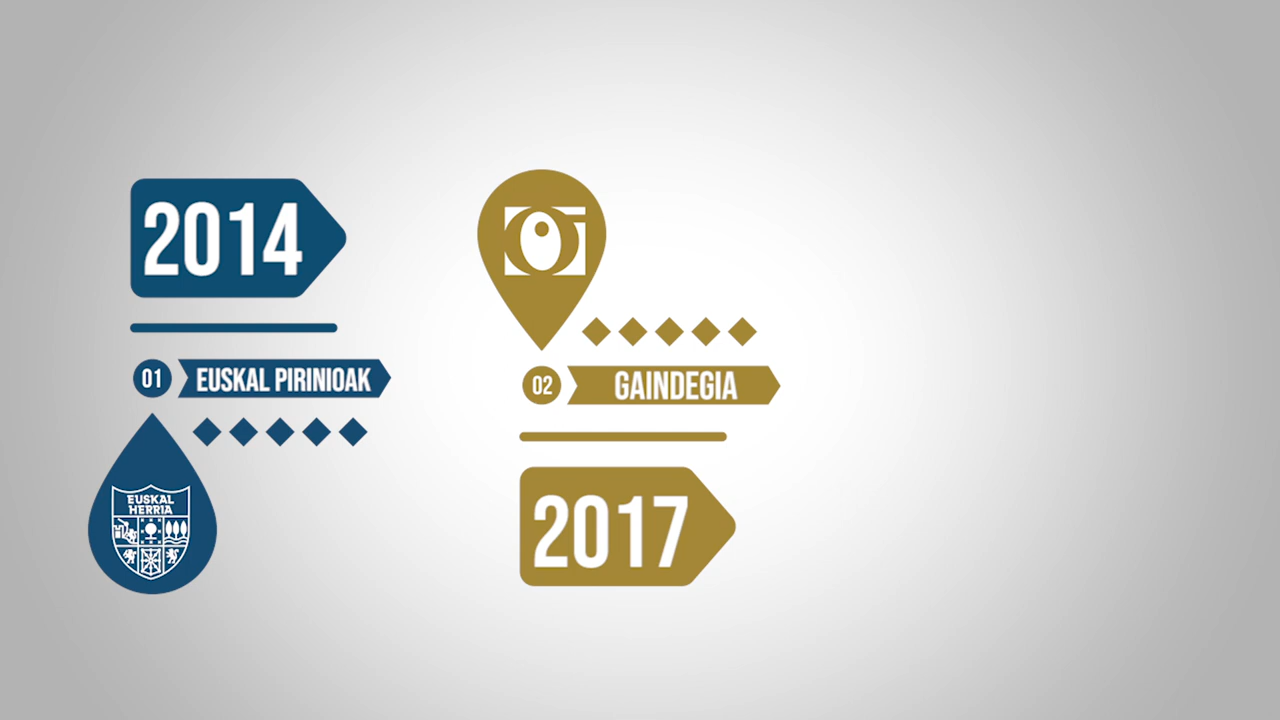 2014
01
EUSKAL PIRINIOAK
EUSKAL
HERRIA
02
GAINDEGIA
2017